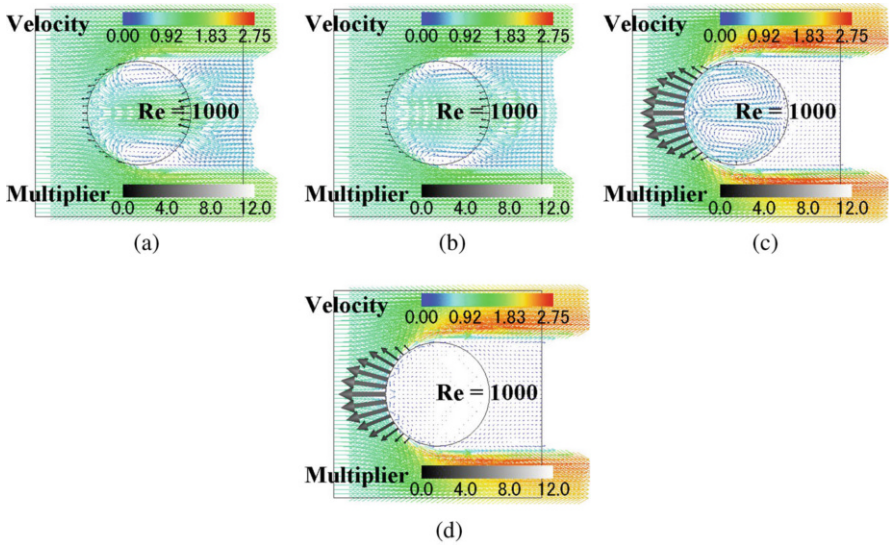 Velocity
0.00 0.92 1.83 2.75
Re = 1000
Multiplier
0.0 4.0 8.0 12.0
(a)
Velocity
0.00 0.92 1.83 2.75
Re = 1000
Multiplier
0.0 4.0 8.0 12.0
(b)
Velocity
0.00 0.92 1.83 2.75
Re = 1000
Multiplier
0.0 4.0 8.0 12.0
(c)
Velocity
0.00 0.92 1.83 2.75
Re = 1000
Multiplier
0.0 4.0 8.0 12.0
(d)